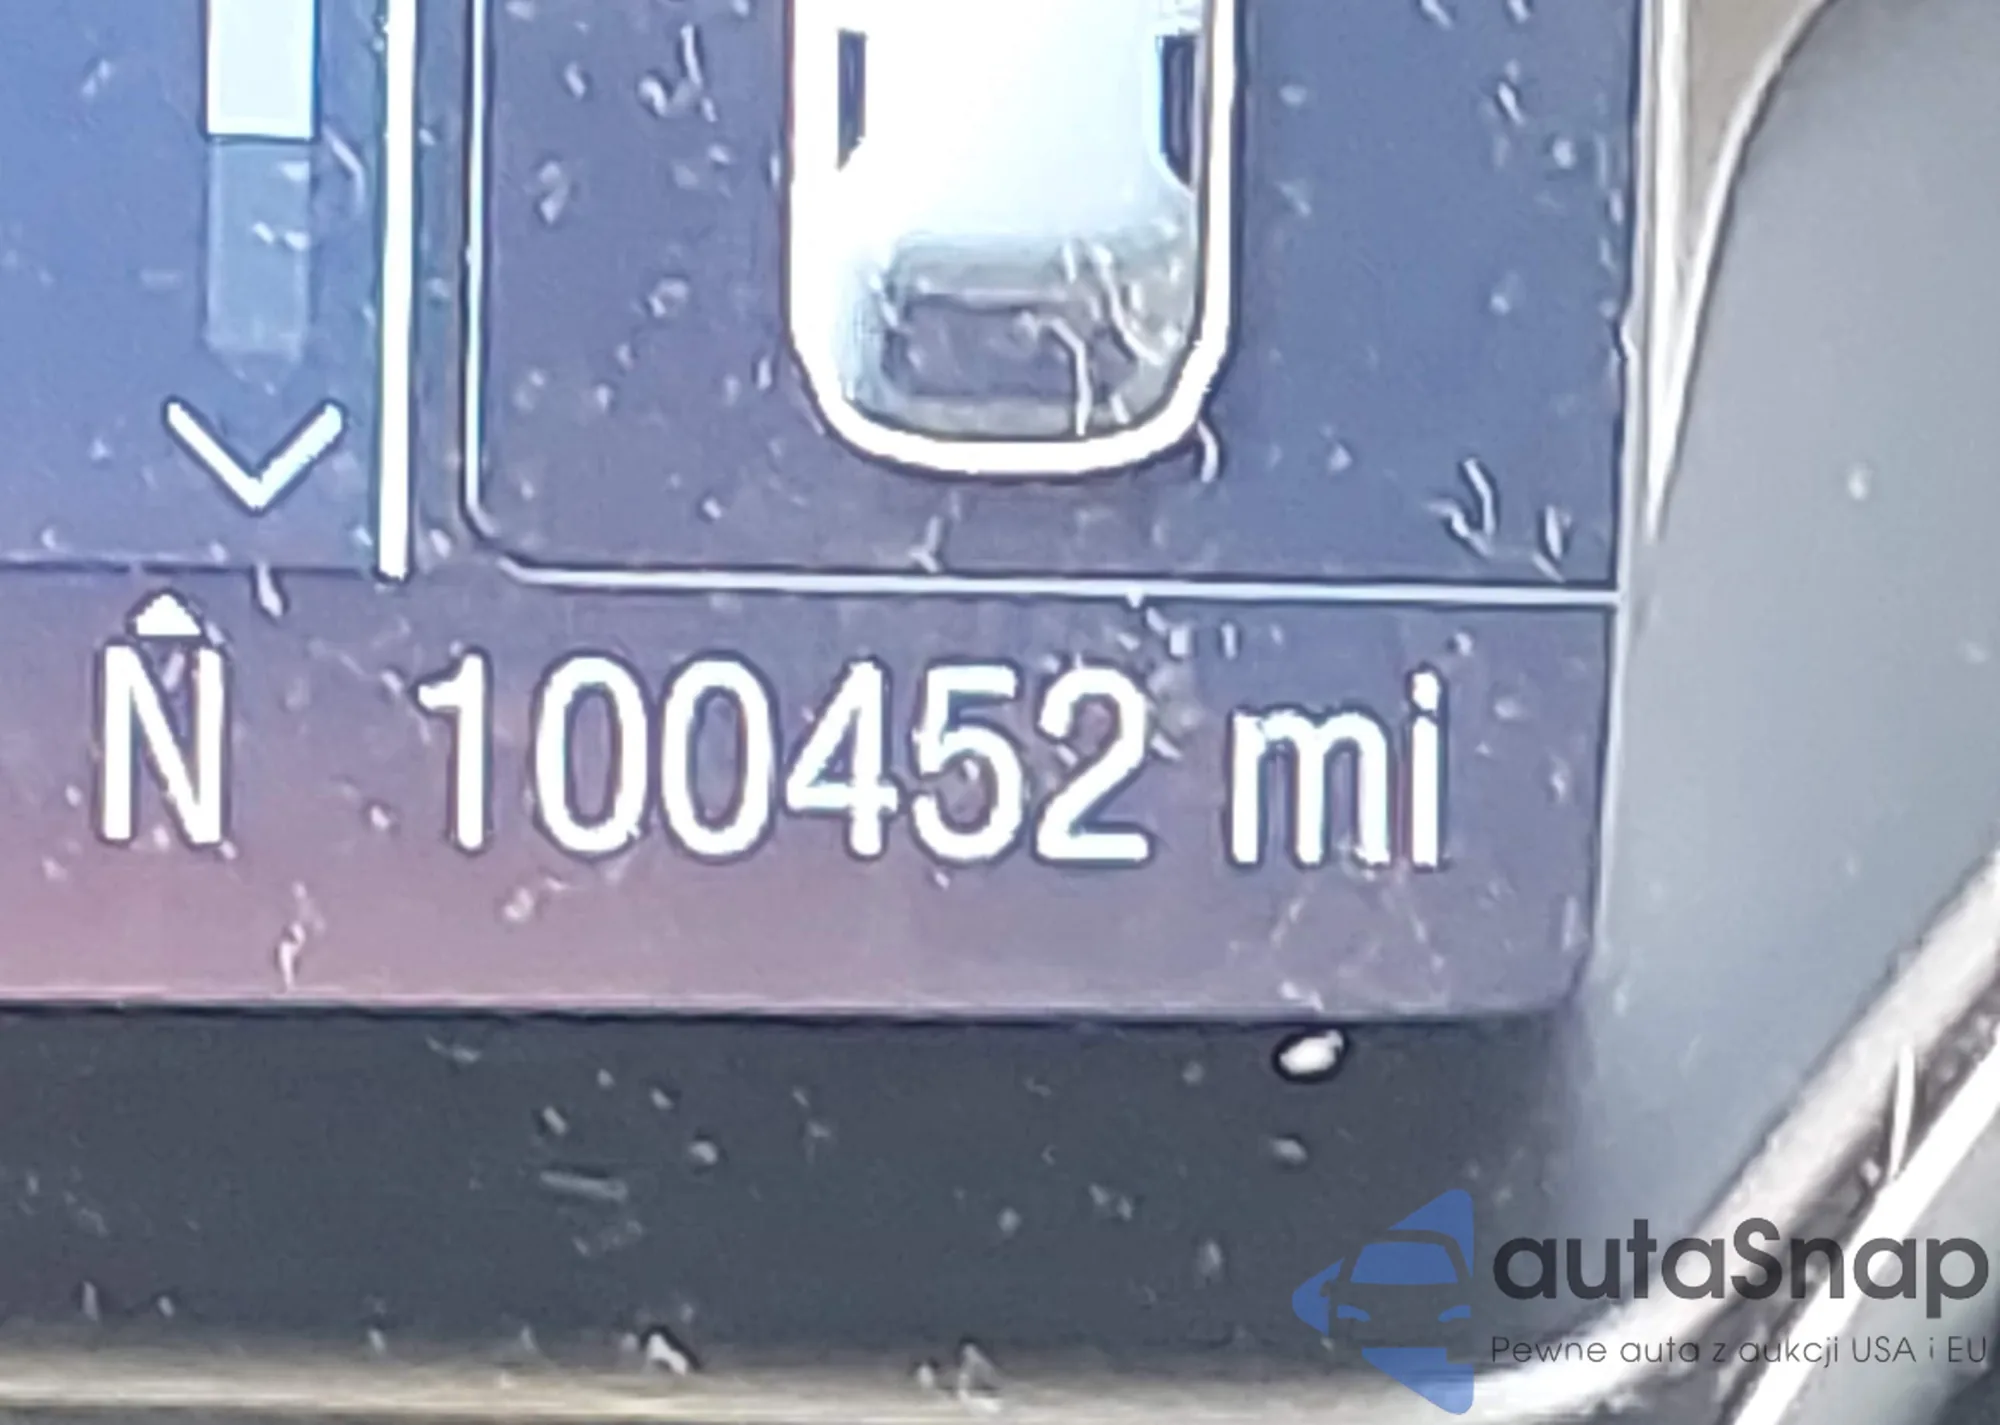 N 100452 mi
autaSnap
Pewne auta z aukcji USA i EU